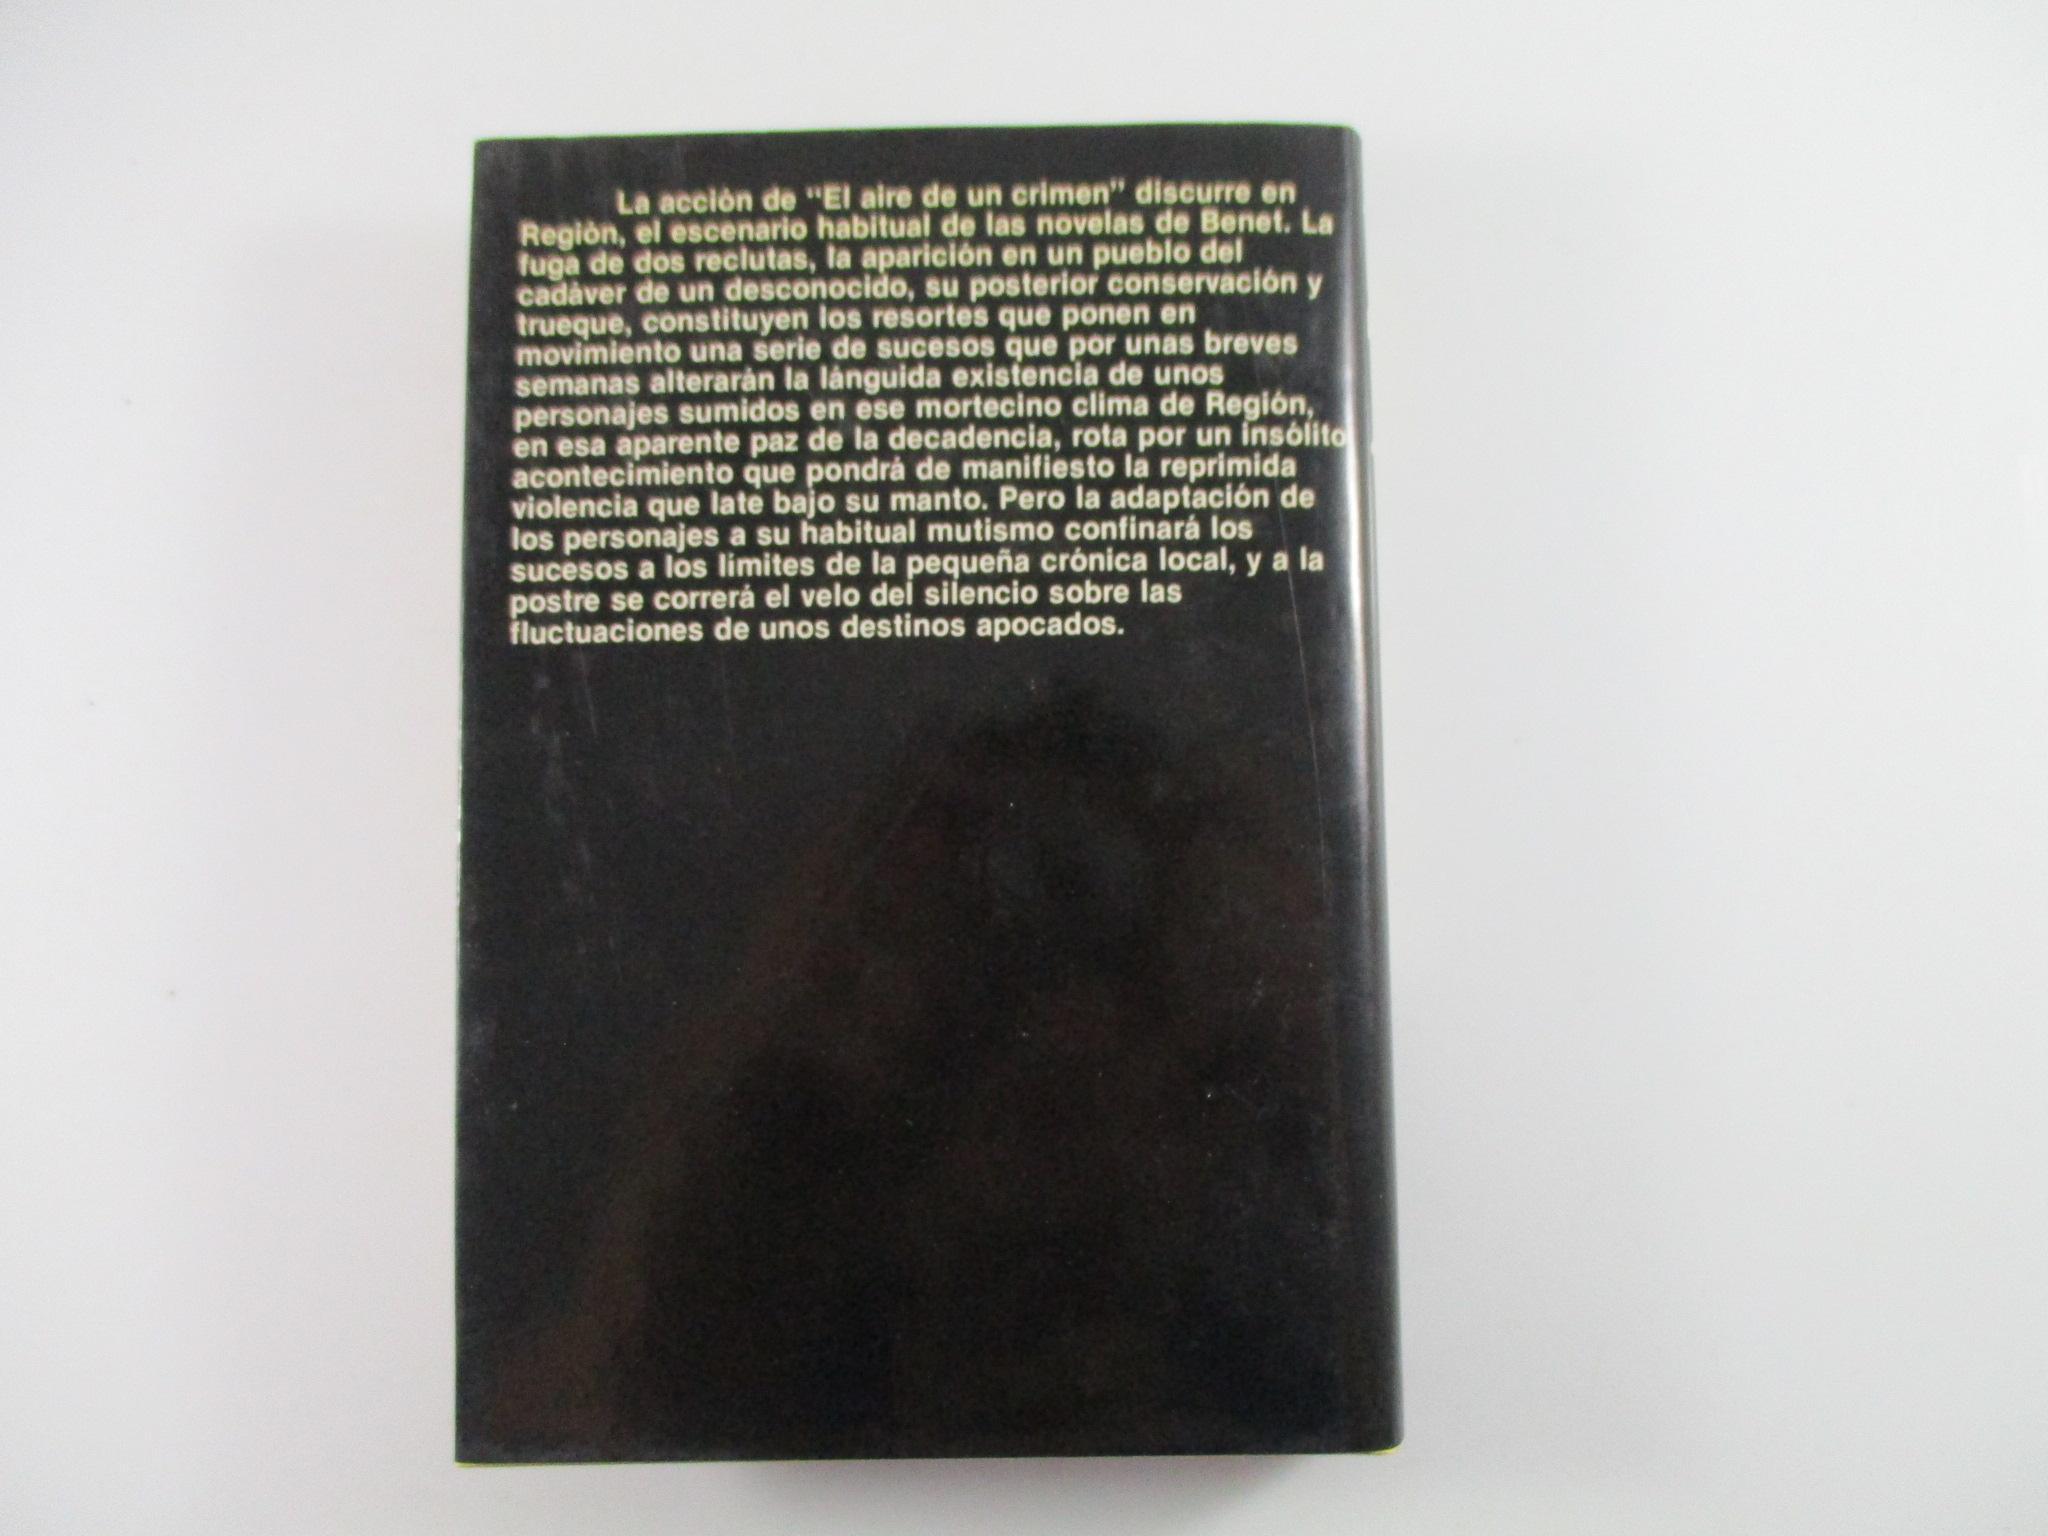 La acción de "El aire de un crimen" discurre en
Región, el escenario habitual de las novelas de Benet. La
fuga de dos reclutas, la aparición en un pueblo del
cadáver de un desconocido, su posterior conservación y
trueque, constituyen los resortes que ponen en
movimiento una serie de sucesos que por unas breves
semanas alterarán la lánguida existencia de unos
personajes sumidos en ese mortecino clima de Región,
en esa aparente paz de la decadencia, rota por un insólito
acontecimiento que pondrá de manifiesto la reprimida
violencia que late bajo su manto. Pero la adaptación de
los personajes a su habitual mutismo confinará los
sucesos a los límites de la pequeña crónica local, y a la
postre se correrá el velo del silencio sobre las
fluctuaciones de unos destinos apocados.